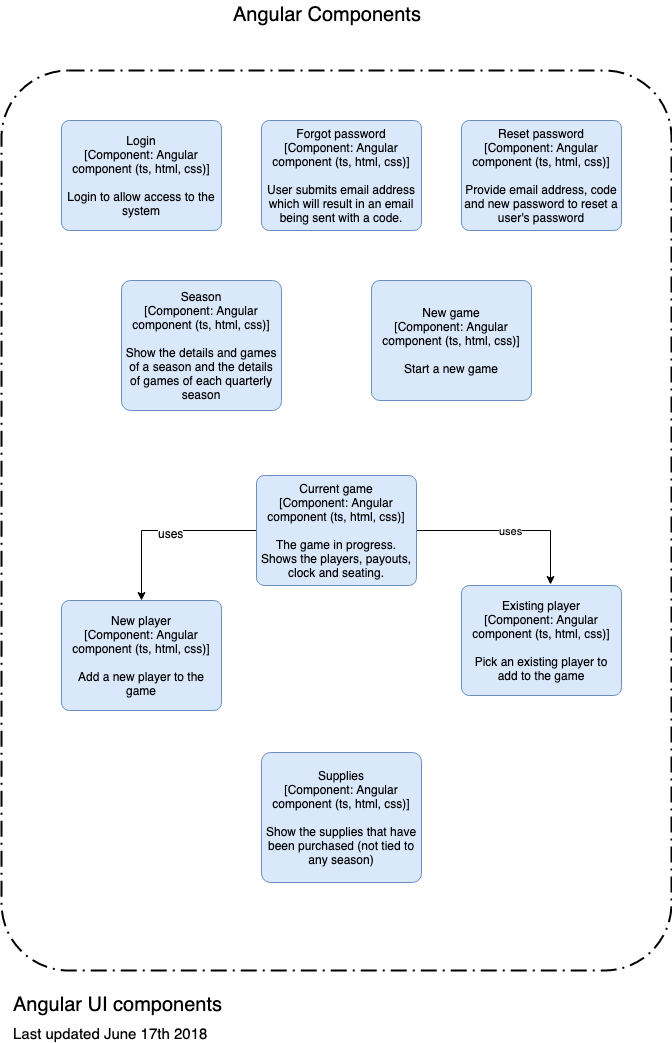 Angular Components
Login
[Component: Angular
component (ts, html, css)]
Login to allow access to the
system
Forgot password
[Component: Angular
component (ts, html, css)]
User submits email address
which will result in an email
being sent with a code.
Reset password
[Component: Angular
component (ts, html, css)]
Provide email address, code
and new password to reset a
user's password
Season
[Component: Angular
component (ts, html, css)]
Show the details and games
of a season and the details
of games of each quarterly
season
New game
[Component: Angular
component (ts, html, css)]
Start a new game
Current game
[Component: Angular
component (ts, html, css)]
The game in progress.
Shows the players, payouts,
clock and seating.
uses
uses
New player
[Component: Angular
component (ts, html, css)]
Add a new player to the
game
Existing player
[Component: Angular
component (ts, html, css)]
Pick an existing player to
add to the game
Supplies
[Component: Angular
component (ts, html, css)]
Show the supplies that have
been purchased (not tied to
any season)
Angular UI components
Last updated June 17th 2018